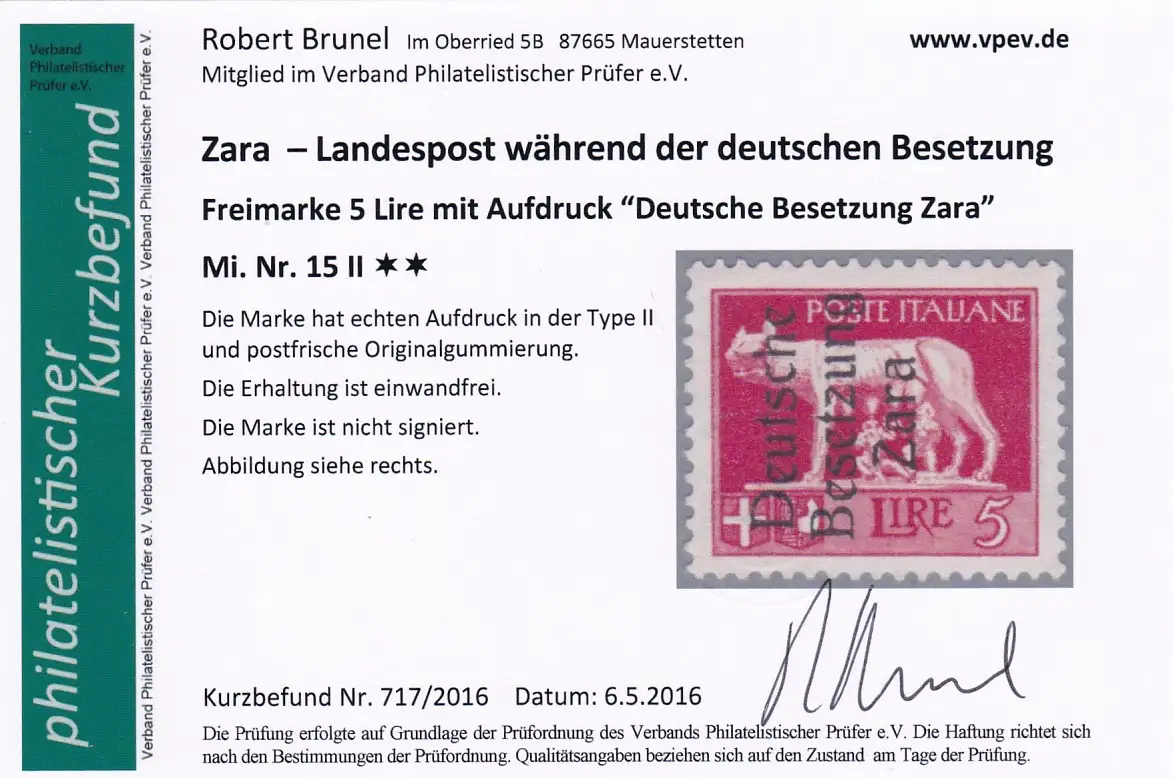 Verband
Philatelistischer
Prüfer e.V.
philatelistischer
Kurzbefund
Verband Philatelistischer Prüfer e.V. Verband Philatelistischer Prüfer e.V. Verband Philatelistischer Prüfer e.V. Verband Philatelistischer Prüfer e.V.
Robert Brunel Im Oberried 5B 87665 Mauerstetten
www.vpev.de
Mitglied im Verband Philatelistischer Prüfer e.V.
Zara – Landespost während der deutschen Besetzung
Freimarke 5 Lire mit Aufdruck “Deutsche Besetzung Zara”
Mi. Nr. 15 II ★ ★
Die Marke hat echten Aufdruck in der Type II
und postfrische Originalgummierung.
Die Erhaltung ist einwandfrei.
Die Marke ist nicht signiert.
Abbildung siehe rechts.
POSTE ITALIANE
Deutsche
Besetzung
Zara
LIRE 5
Kurzbefund Nr. 717/2016 Datum: 6.5.2016
Die Prüfung erfolgte auf Grundlage der Prüfordnung des Verbands Philatelistischer Prüfer e.V. Die Haftung richtet sich
nach den Bestimmungen der Prüfordnung. Qualitätsangaben beziehen sich auf den Zustand am Tage der Prüfung.